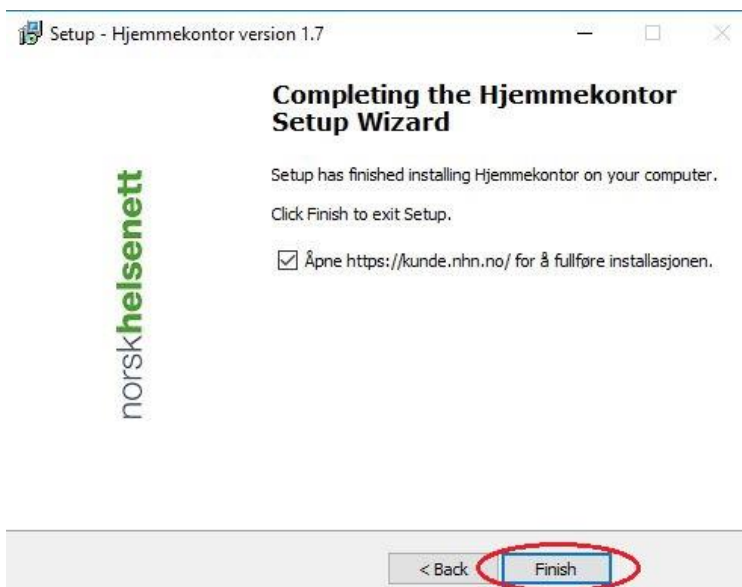 Setup - Hjemmekontor version 1.7
Completing the Hjemmekontor
Setup Wizard
Setup has finished installing Hjemmekontor on your computer.
Click Finish to exit Setup.
Åpne https://kunde.nhn.no/ for å fullføre installasjonen.
norskhelsenett
< Back
Finish